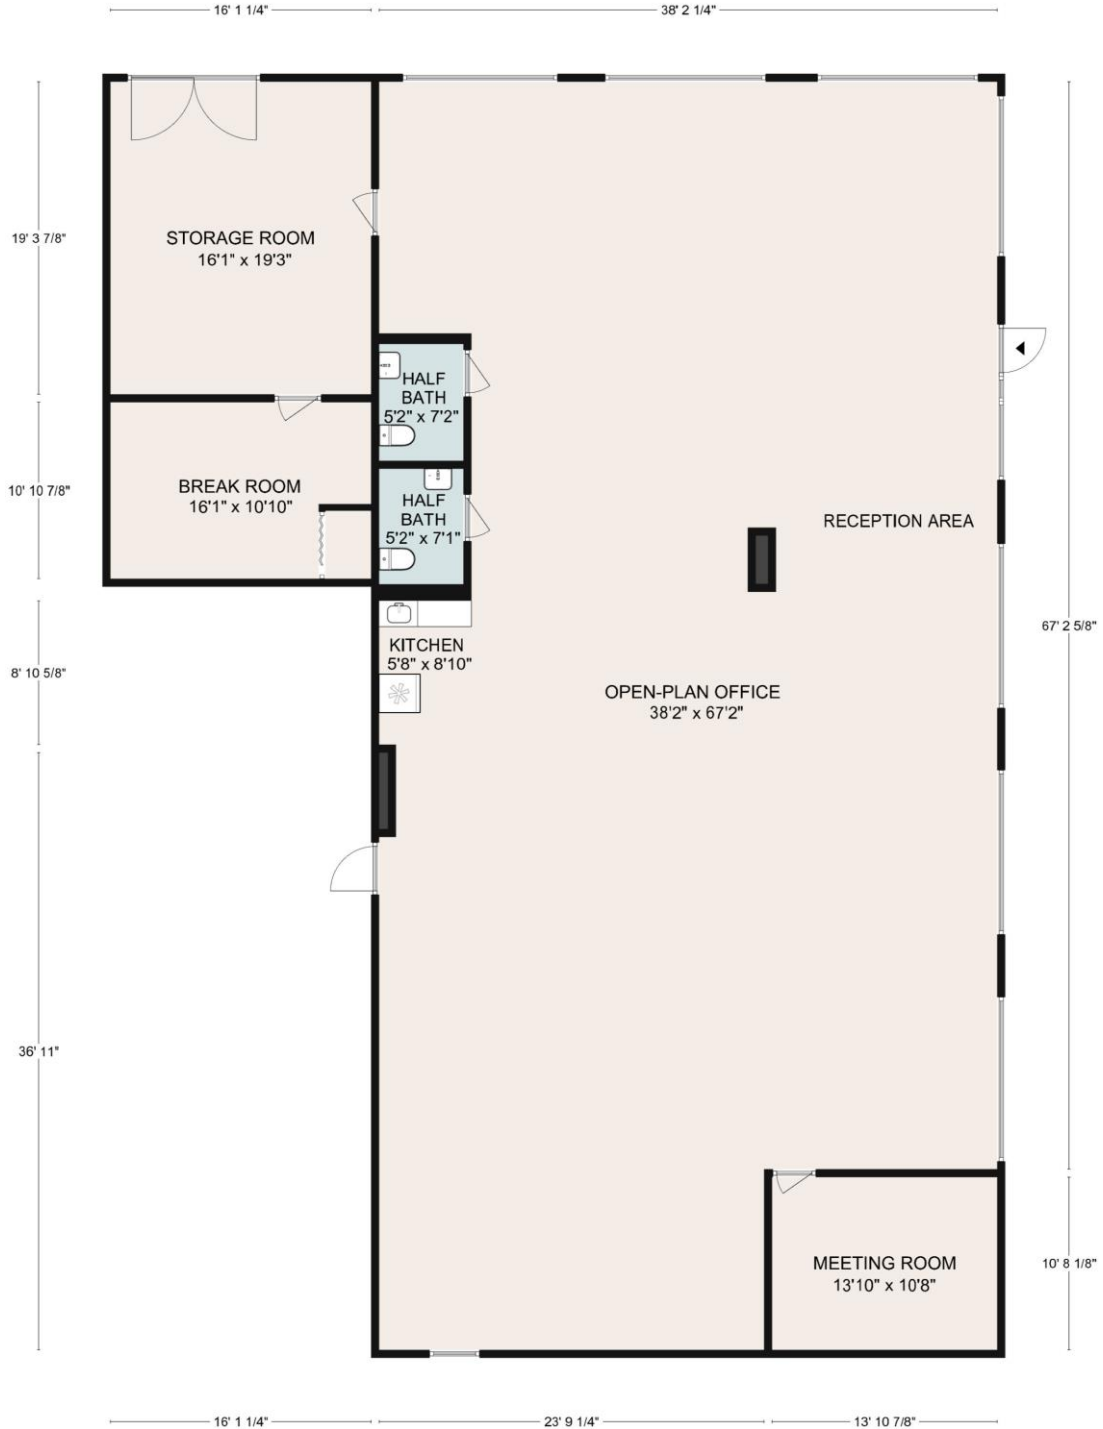 16' 1 1/4"
38' 2 1/4"
19' 3 7/8"
STORAGE ROOM
16'1" x 19'3"
HALF
BATH
5'2" x 7'2"
10' 10 7/8"
BREAK ROOM
16'1" x 10'10"
HALF
BATH
5'2" x 7'1"
RECEPTION AREA
67' 2 5/8"
8' 10 5/8"
KITCHEN
5'8" x 8'10"
OPEN-PLAN OFFICE
38'2" x 67'2"
36' 11"
MEETING ROOM
13'10" x 10'8"
10' 8 1/8"
16' 1 1/4"
23' 9 1/4"
13' 10 7/8"